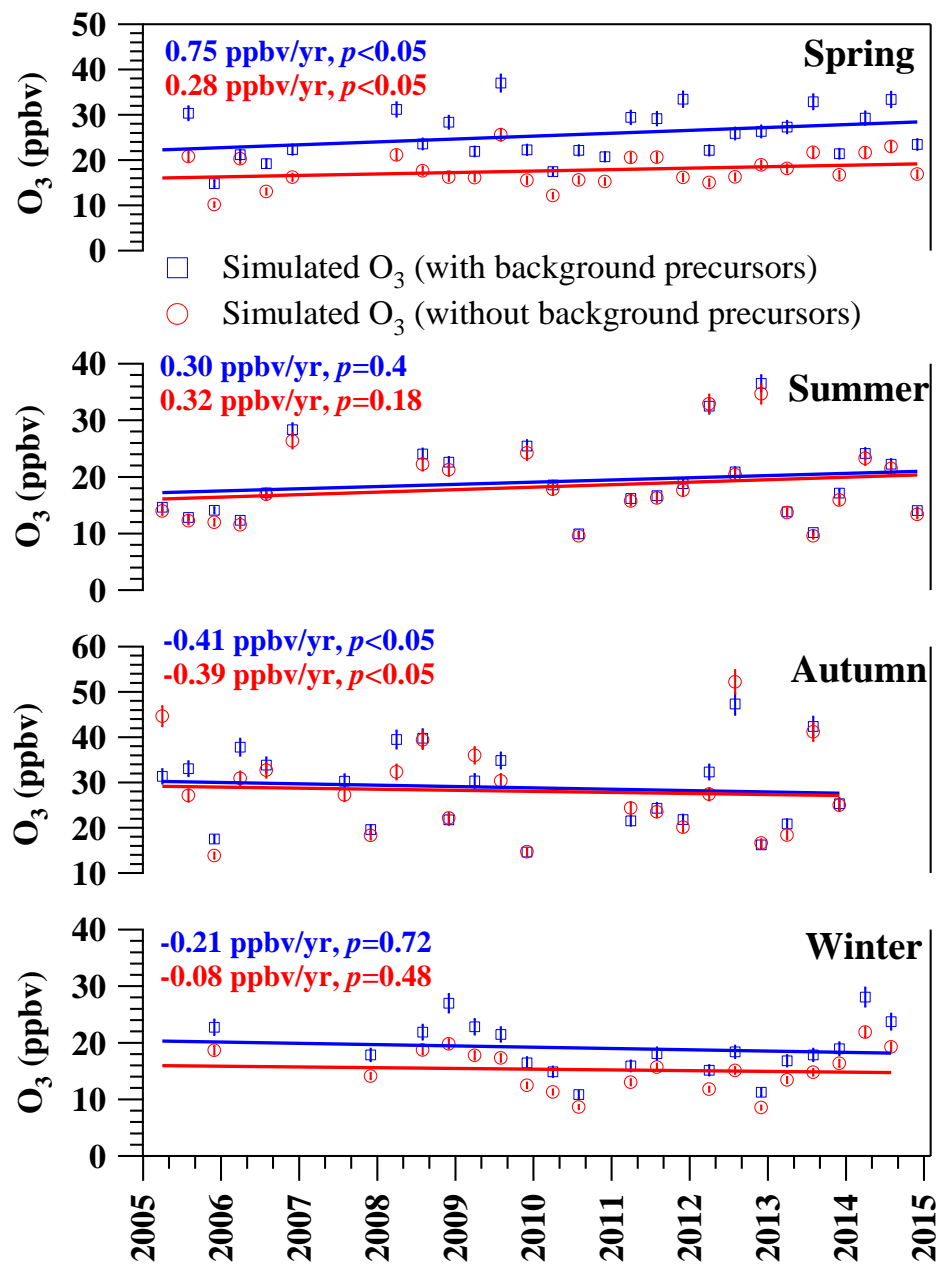 50
40
30
20
10
0
O3 (ppbv)
0.75 ppbv/yr, p<0.05
0.28 ppbv/yr, p<0.05
Spring
Simulated O3 (with background precursors)
Simulated O3 (without background precursors)
40
30
20
10
0
O3 (ppbv)
0.30 ppbv/yr, p=0.4
0.32 ppbv/yr, p=0.18
Summer
60
50
40
30
20
10
O3 (ppbv)
-0.41 ppbv/yr, p<0.05
-0.39 ppbv/yr, p<0.05
Autumn
40
30
20
10
0
O3 (ppbv)
-0.21 ppbv/yr, p=0.72
-0.08 ppbv/yr, p=0.48
Winter
2005
2006
2007
2008
2009
2010
2011
2012
2013
2014
2015